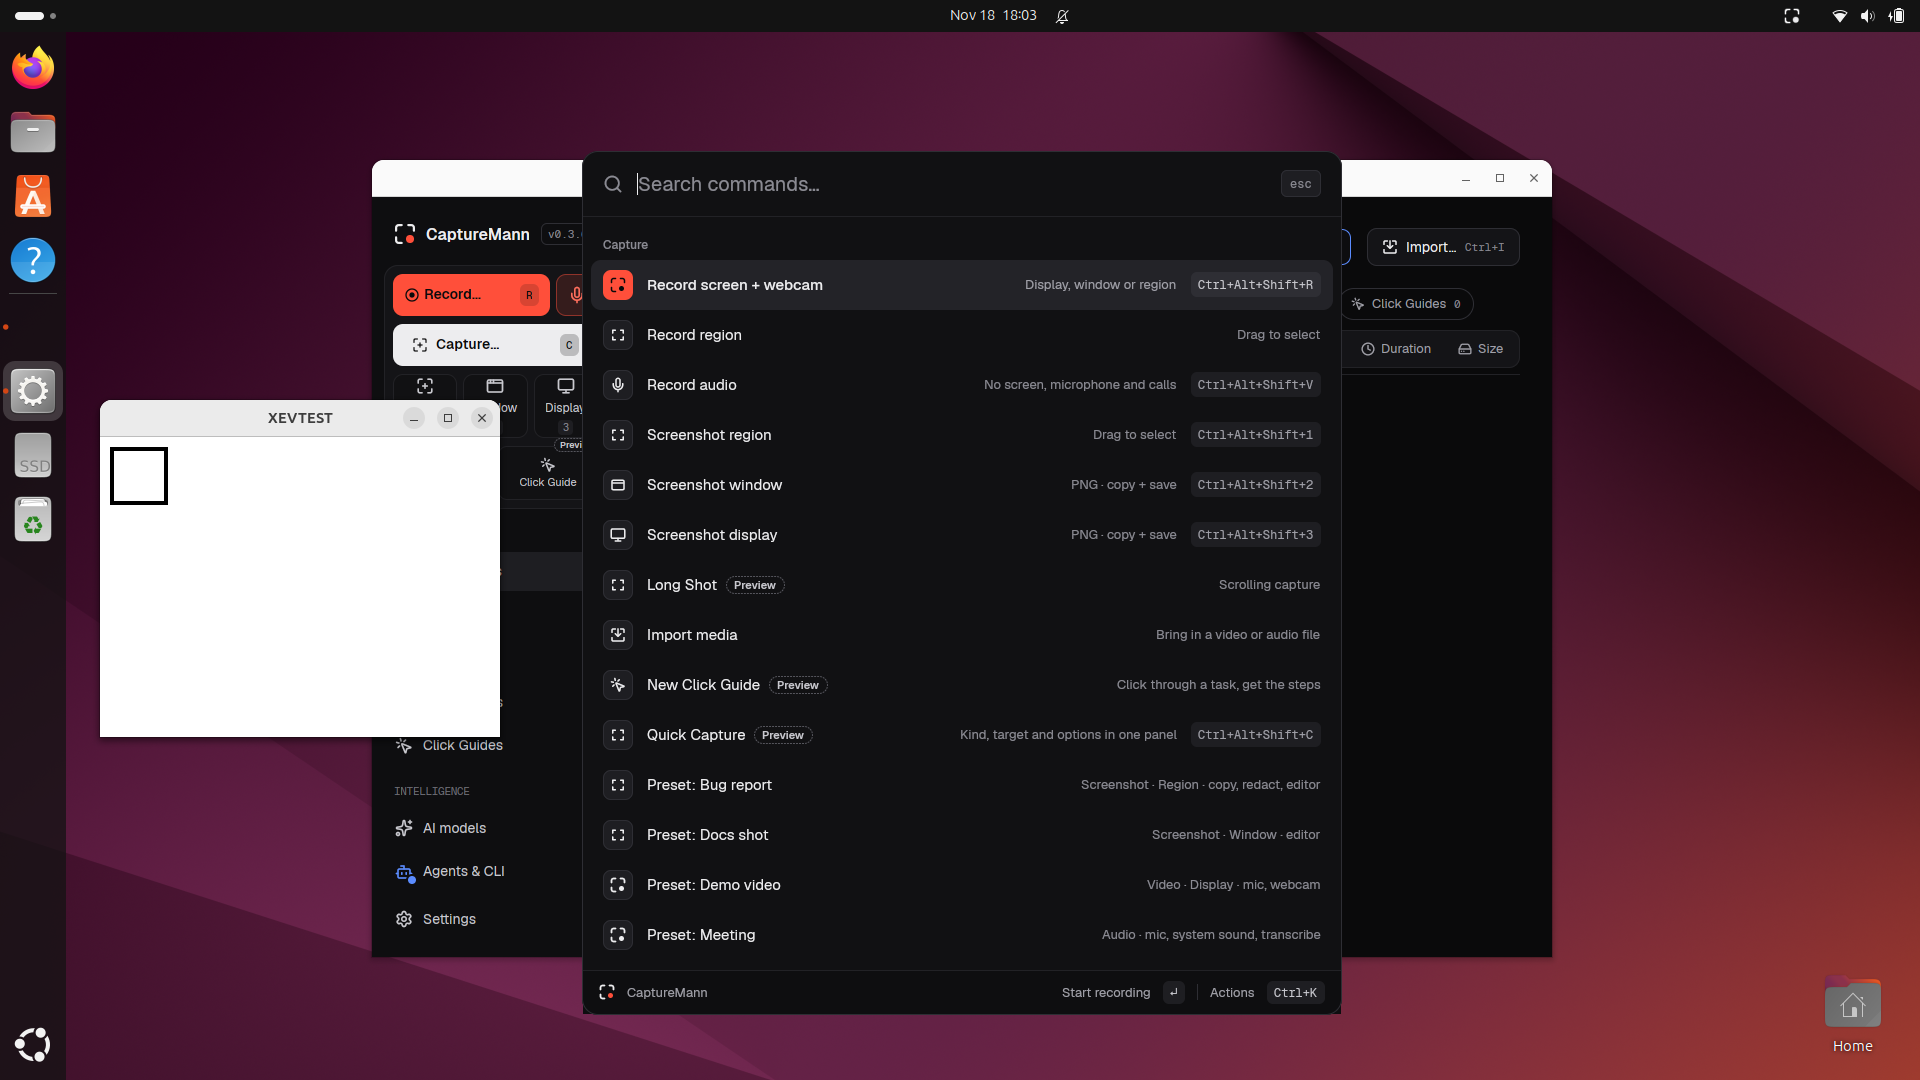 Nov 18 18:03
Search commands...
esc
CaptureMann
v0.3.
Import... Ctrl+I
Record... R
Capture... C
Display
3
Click Guides 0
Duration Size
Click Guide
Capture
Record screen + webcam Display, window or region Ctrl+Alt+Shift+R
Record region Drag to select
Record audio No screen, microphone and calls Ctrl+Alt+Shift+V
Screenshot region Drag to select Ctrl+Alt+Shift+1
Screenshot window PNG · copy + save Ctrl+Alt+Shift+2
Screenshot display PNG · copy + save Ctrl+Alt+Shift+3
Long Shot Preview Scrolling capture
Import media Bring in a video or audio file
New Click Guide Preview Click through a task, get the steps
Quick Capture Preview Kind, target and options in one panel Ctrl+Alt+Shift+C
Preset: Bug report Screenshot · Region · copy, redact, editor
Preset: Docs shot Screenshot · Window · editor
Preset: Demo video Video · Display · mic, webcam
Preset: Meeting Audio · mic, system sound, transcribe
CaptureMann Start recording Actions Ctrl+K
XEVTEST
SSD
Click Guides
INTELLIGENCE
AI models
Agents & CLI
Settings
Home